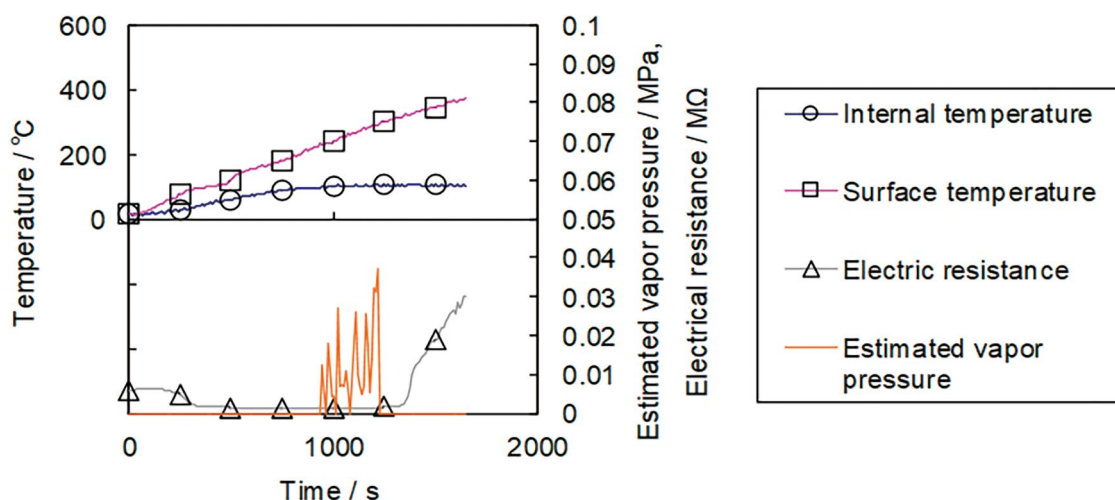 600
400
200
0
Temperature / °C
0.1
0.09
0.08
0.07
0.06
0.05
0.04
0.03
0.02
0.01
0
Estimated vapor pressure / MPa,
Electrical resistance / MΩ
0
1000
2000
Time / s
Internal temperature
Surface temperature
Electric resistance
Estimated vapor
pressure